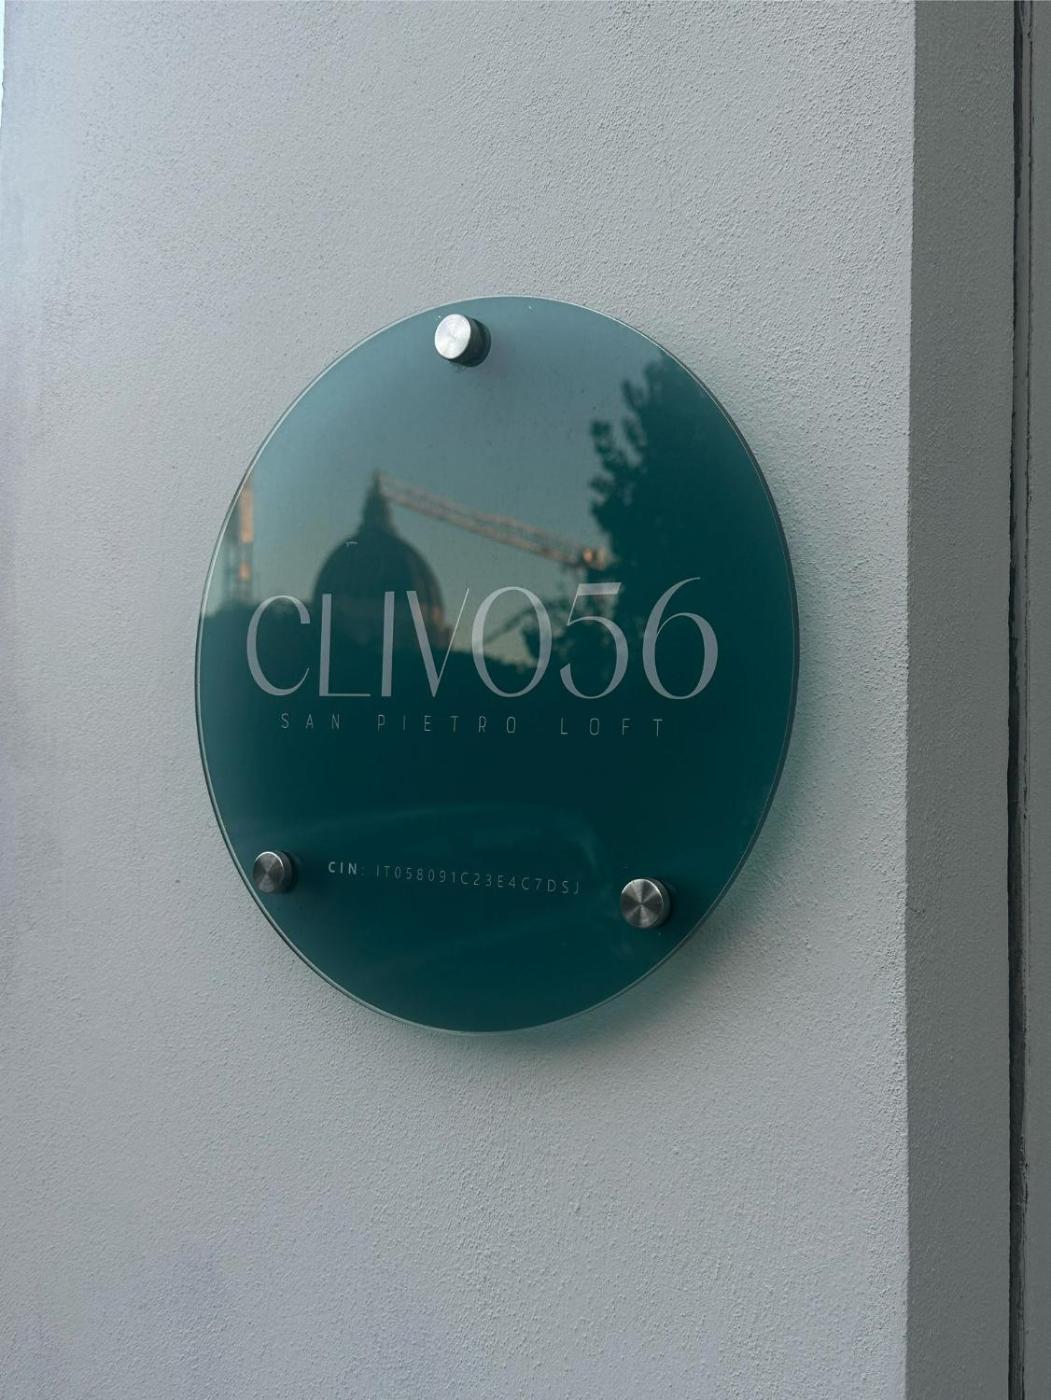 CLIVO56
SAN PIETRO LOFT
CIN: IT058091C23E4C7DSJ